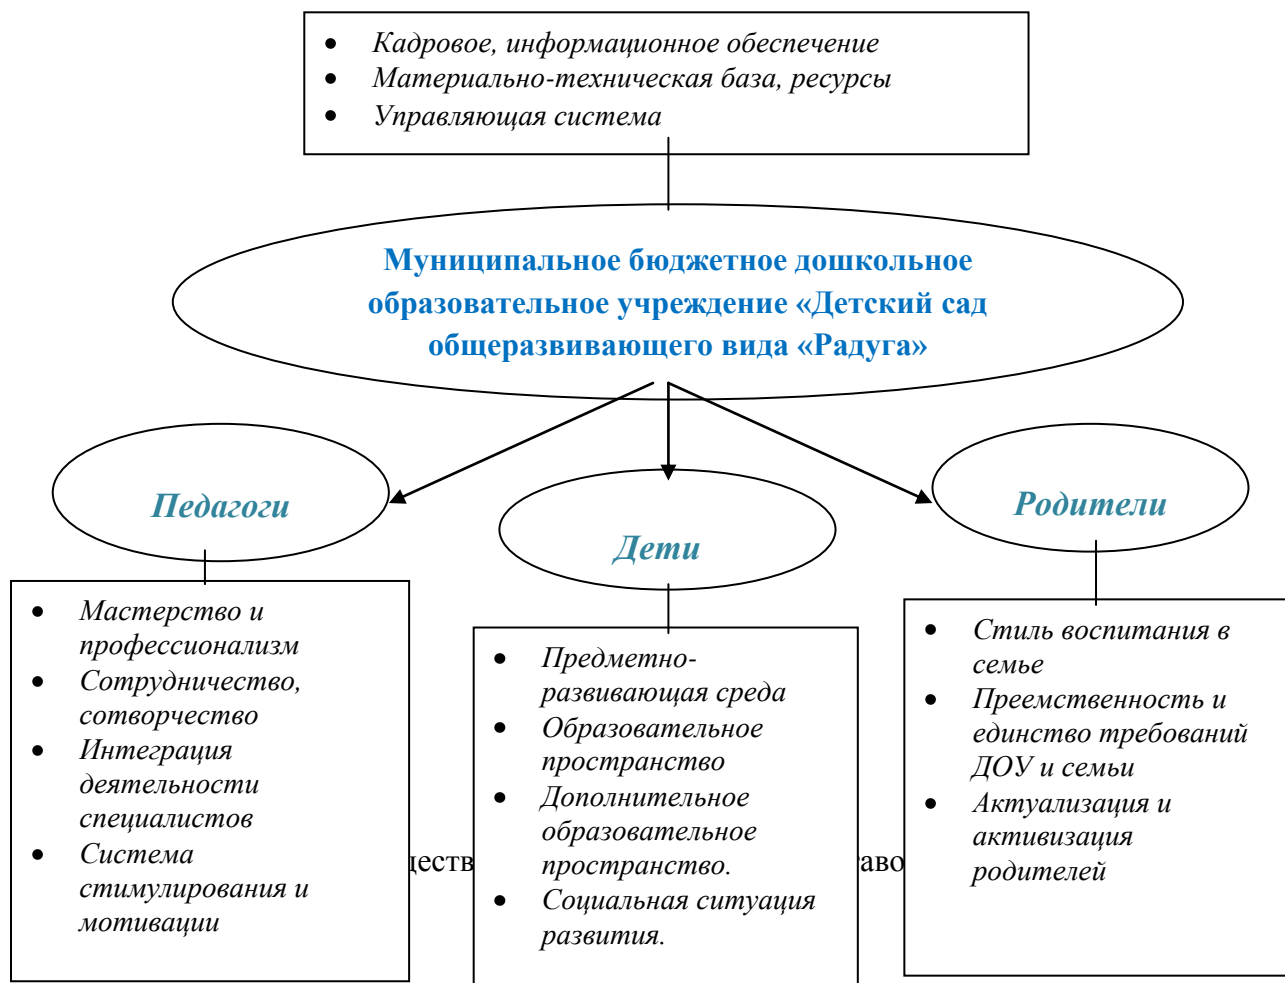 • Кадровое, информационное обеспечение
• Материально-техническая база, ресурсы
• Управляющая система
Муниципальное бюджетное дошкольное
образовательное учреждение «Детский сад
общеразвивающего вида «Радуга»
Педагоги
Дети
Родители
• Мастерство и
профессионализм
• Сотрудничество,
сотворчество
• Интеграция
деятельности
специалистов
• Система
стимулирования и
мотивации
• Предметно-
развивающая среда
• Образовательное
пространство
• Дополнительное
образовательное
пространство.
• Социальная ситуация
развития.
• Стиль воспитания в
семье
• Преемственность и
единство требований
ДОУ и семьи
• Актуализация и
активизация
родителей